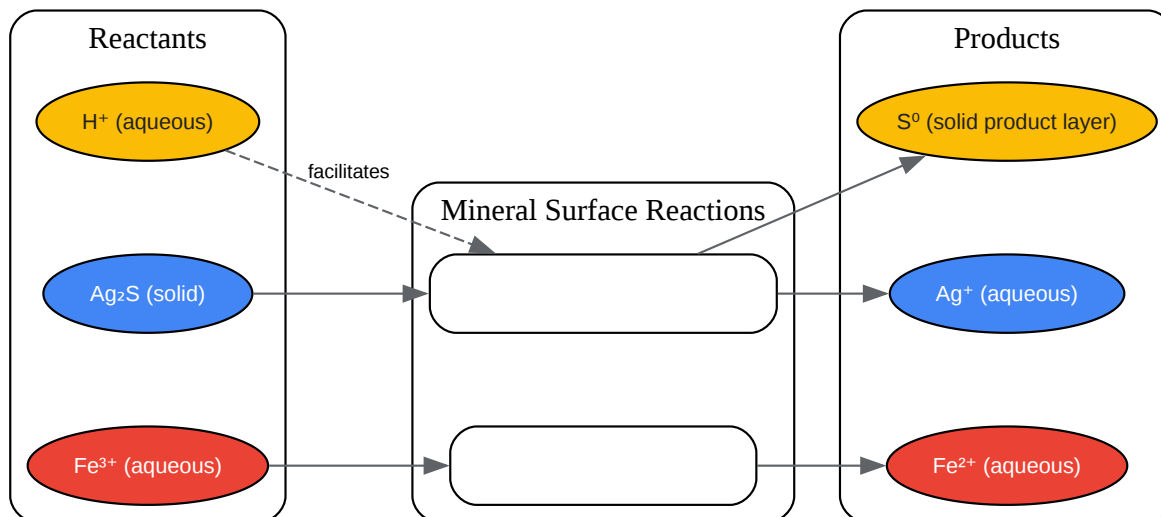 Reactants
Products
H⁺ (aqueous)
S⁰ (solid product layer)
facilitates
Mineral Surface Reactions
Ag₂S (solid)
Ag⁺ (aqueous)
Fe³⁺ (aqueous)
Fe²⁺ (aqueous)